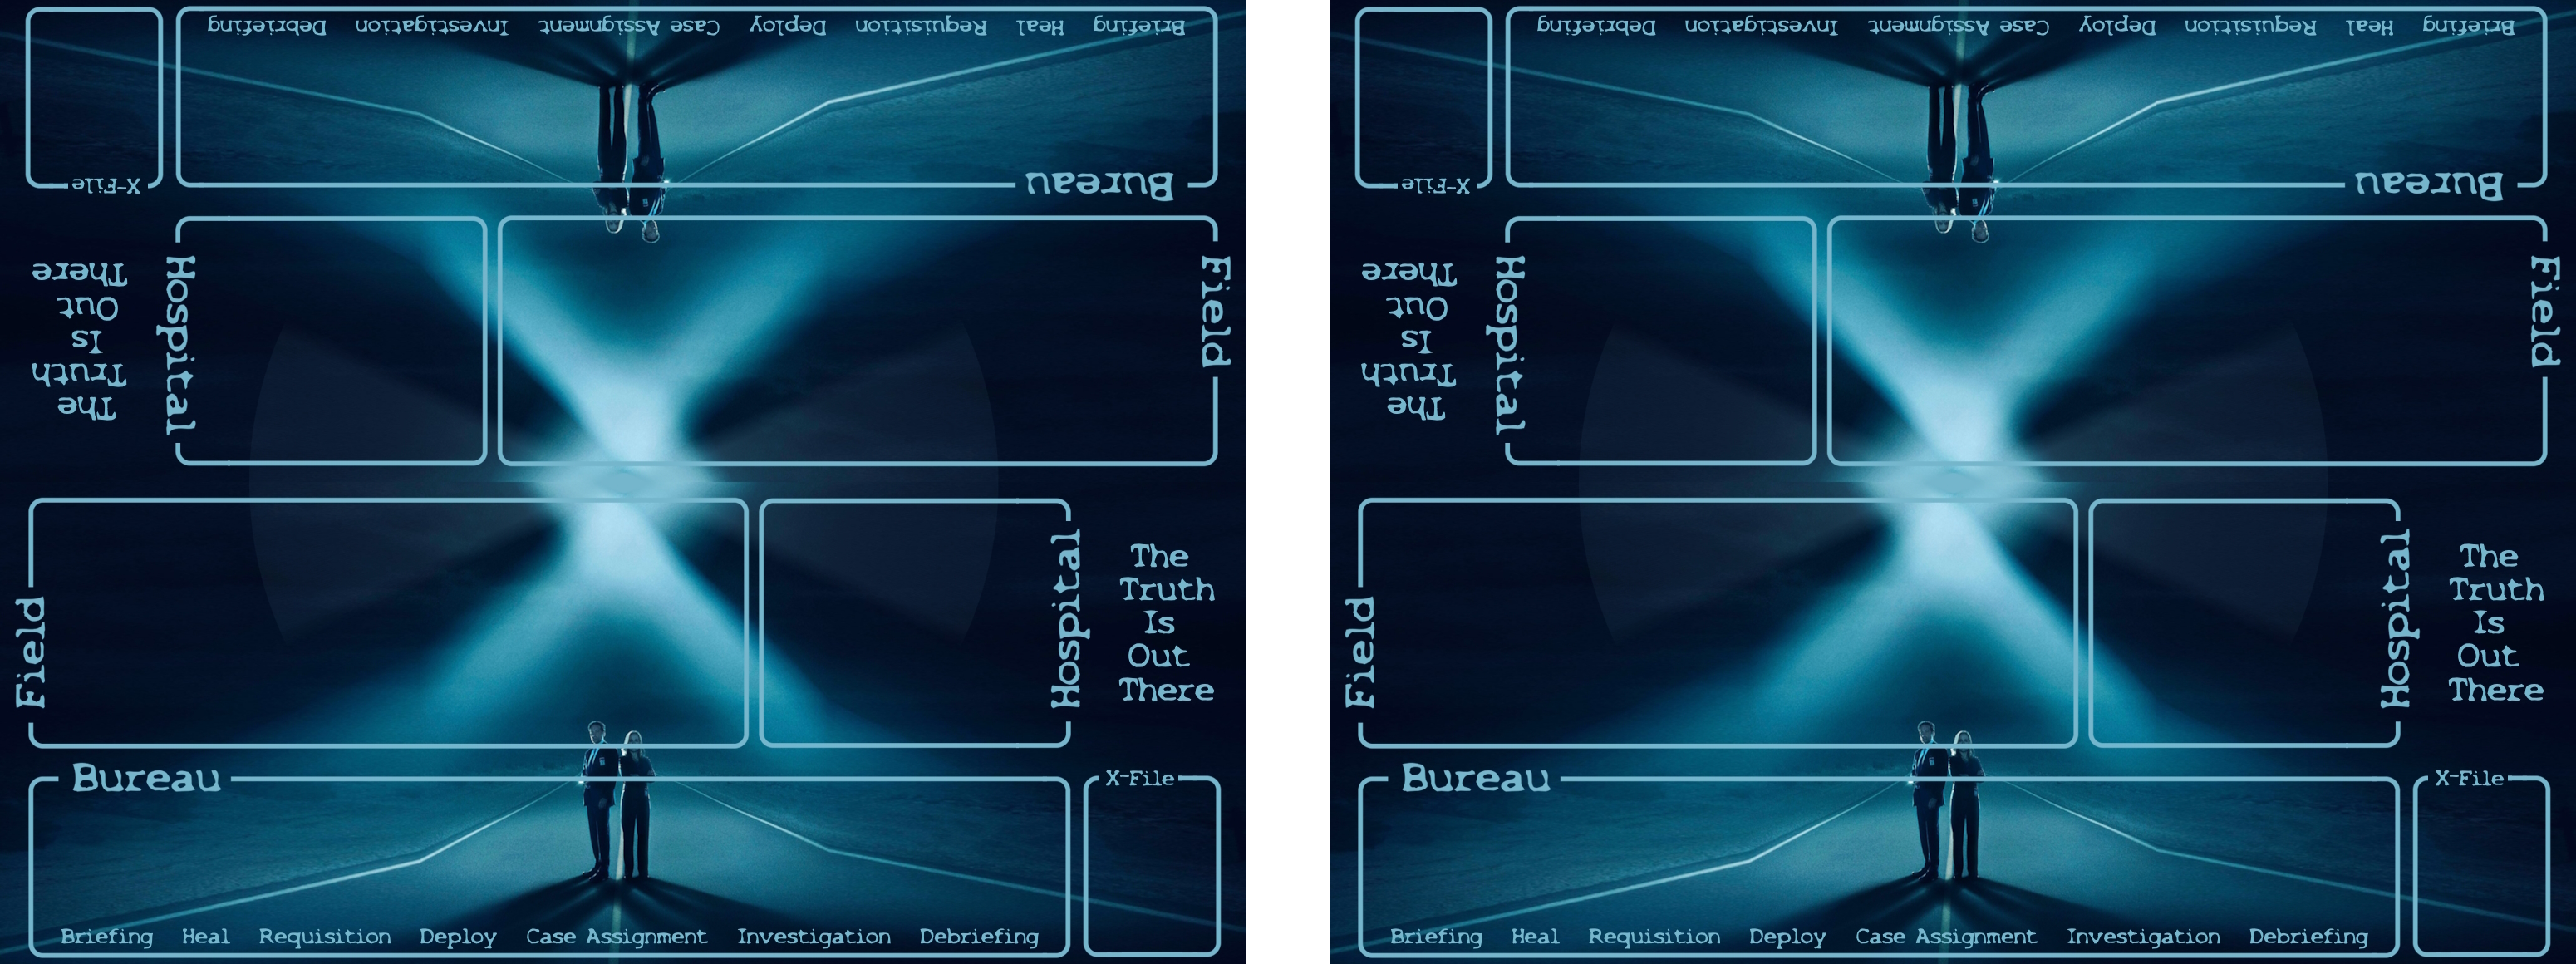 Briefing Heal Requisition Deploy Case Assignment Investigation Debriefing
X-File
Bureau
Hospital
Field
The
Truth
Is
Out
There
Field
Hospital
The
Truth
Is
Out
There
Bureau
X-File
Briefing Heal Requisition Deploy Case Assignment Investigation Debriefing
Briefing Heal Requisition Deploy Case Assignment Investigation Debriefing
X-File
Bureau
Hospital
Field
The
Truth
Is
Out
There
Field
Hospital
The
Truth
Is
Out
There
Bureau
X-File
Briefing Heal Requisition Deploy Case Assignment Investigation Debriefing